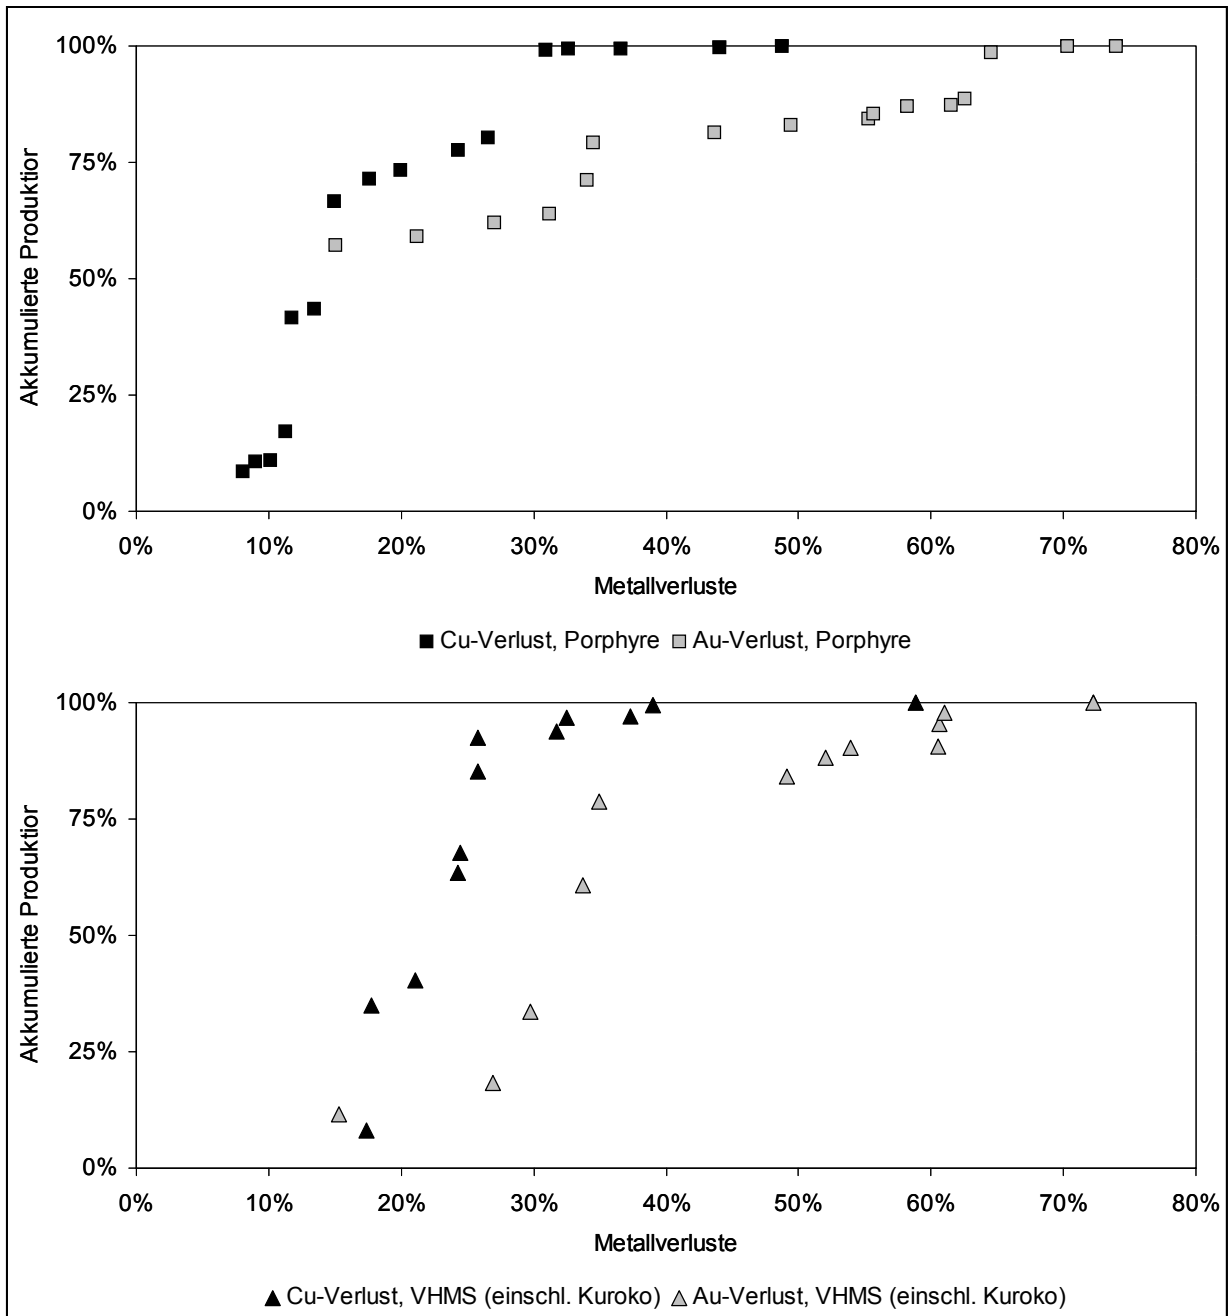 100%
75%
50%
25%
0%
Akkumulierte Produktior
0% 10% 20% 30% 40% 50% 60% 70% 80%
Metallverluste
Cu-Verlust, Porphyre Au-Verlust, Porphyre
100%
75%
50%
25%
0%
Akkumulierte Produktior
0% 10% 20% 30% 40% 50% 60% 70% 80%
Metallverluste
Cu-Verlust, VHMS (einschl. Kuroko) Au-Verlust, VHMS (einschl. Kuroko)